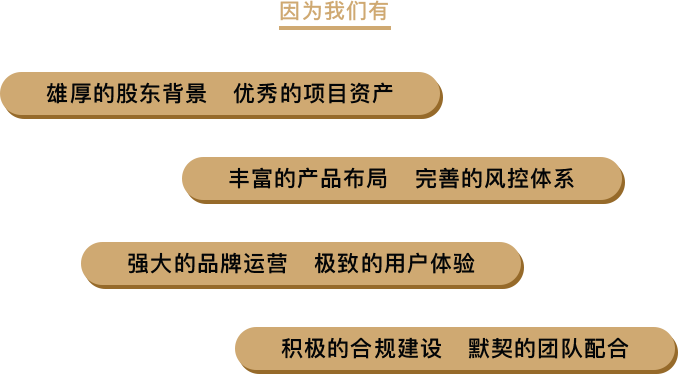 因为我们有
雄厚的股东背景 优秀的项目资产
丰富的产品布局 完善的风控体系
强大的品牌运营 极致的用户体验
积极的合规建设 默契的团队配合